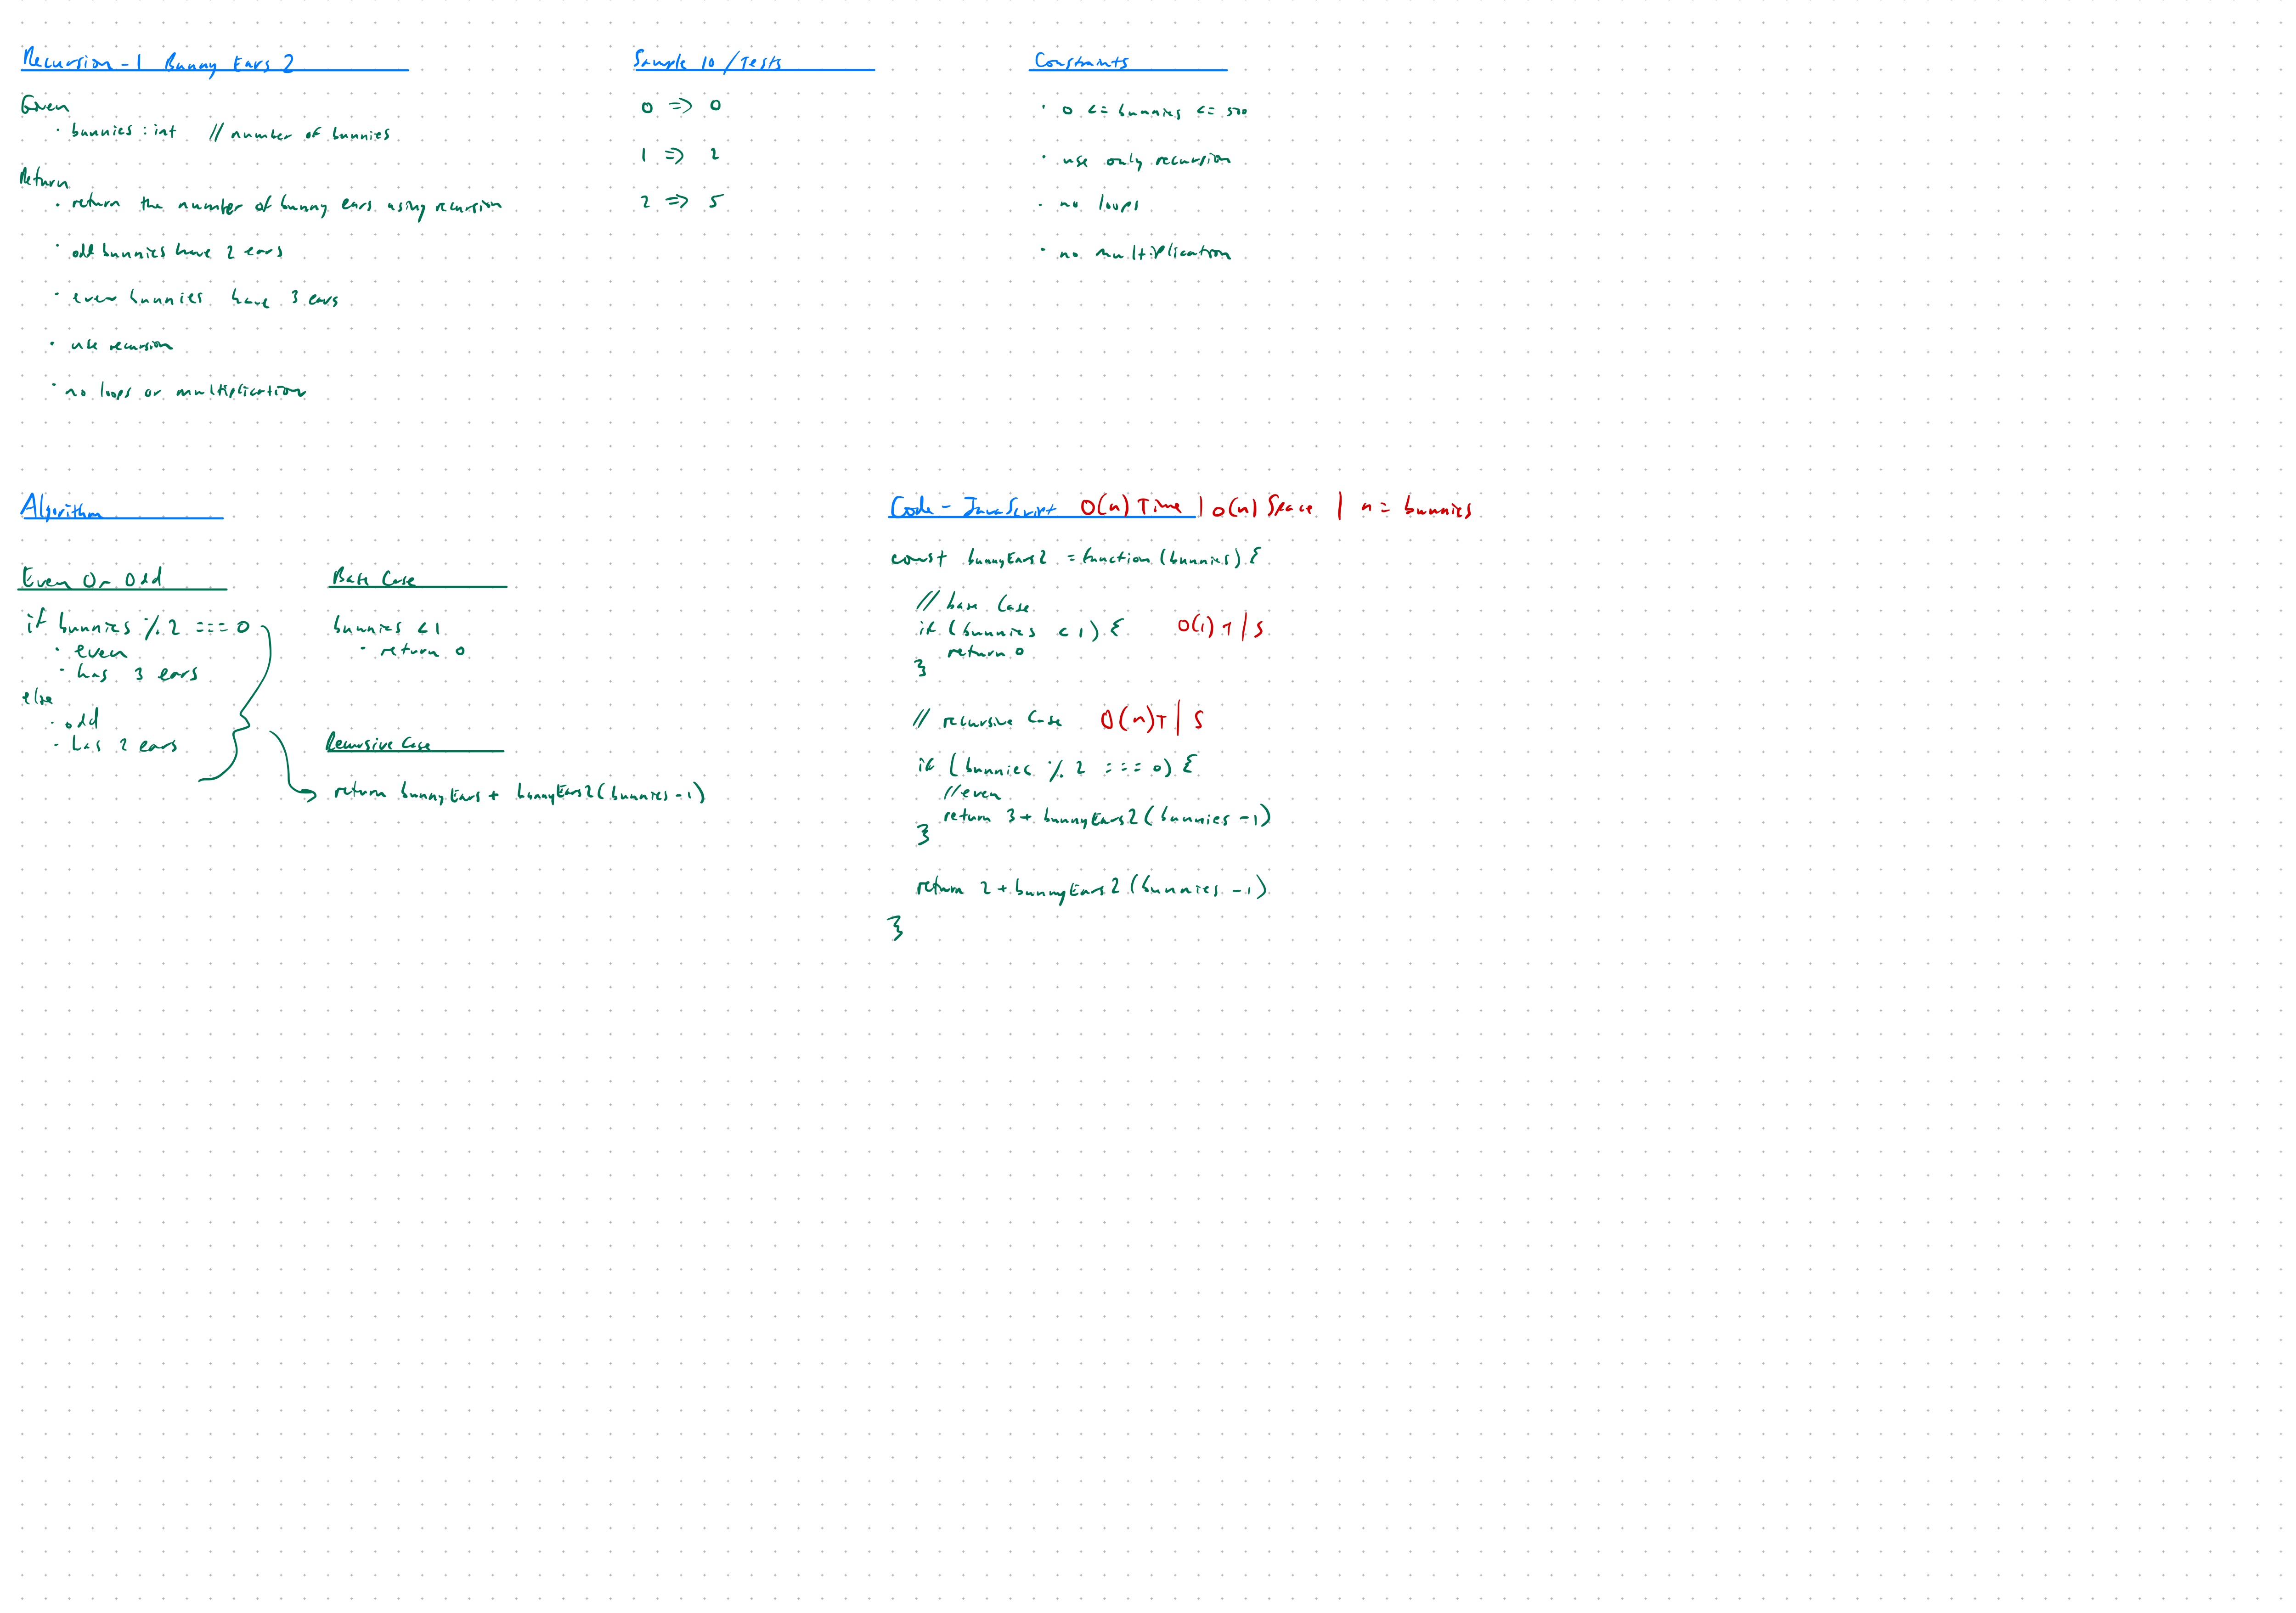 Recursion-1 Bunny Ears 2
Given
· bunnies : int // number of bunnies
Return
· return the number of bunny ears using recursion
· odd bunnies have 2 ears
· even bunnies have 3 ears
· use recursion
· no loops or multiplication
Sample IO / Tests
0 => 0
1 => 2
2 => 5
Constraints
· 0 <= bunnies <= 500
· use only recursion
· no loops
· no multiplication
Algorithm
Even Or Odd
if bunnies % 2 === 0
· even
· has 3 ears
else
· odd
· has 2 ears
Base Case
bunnies < 1
· return 0
Recursive Case
return bunnyEars + bunnyEars2(bunnies - 1)
Code - JavaScript O(n) Time | O(n) Space | n = bunnies
const bunnyEars2 = function (bunnies) {
// base case
if (bunnies < 1) { O(1) T | S
return 0
}
// recursive case O(n) T | S
if (bunnies % 2 === 0) {
// even
return 3 + bunnyEars2(bunnies - 1)
}
return 2 + bunnyEars2(bunnies - 1)
}